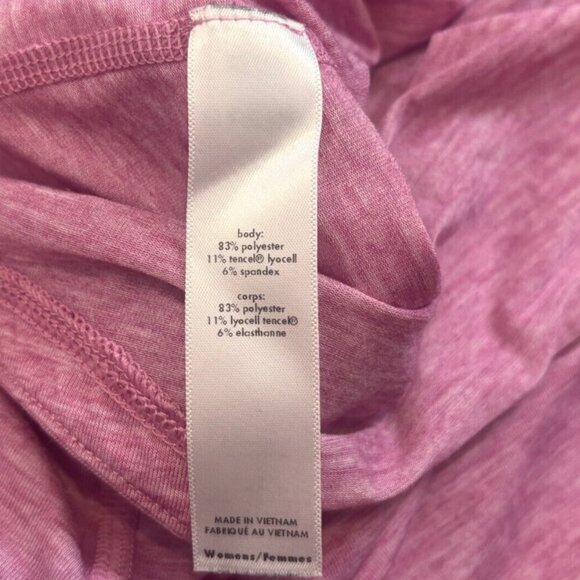 body:
83% polyester
11% tencel® lyocell
6% spandex
corps:
83% polyester
11% lyocell tencel®
6% elasthanne
MADE IN VIETNAM
FABRIQUÉ AU VIETNAM
Womens/Femmes